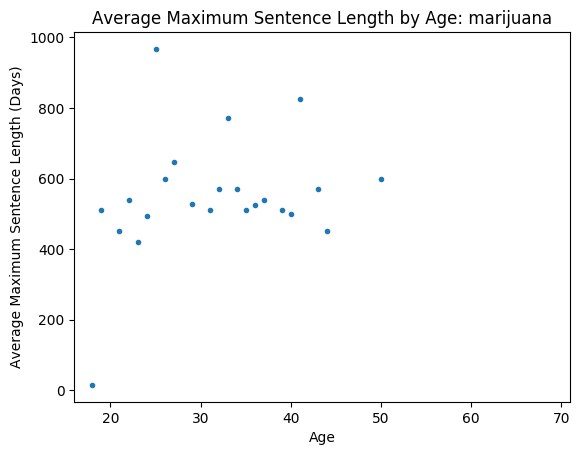 Average Maximum Sentence Length by Age: marijuana
Average Maximum Sentence Length (Days)
1000
800
600
400
200
0
20 30 40 50 60 70
Age